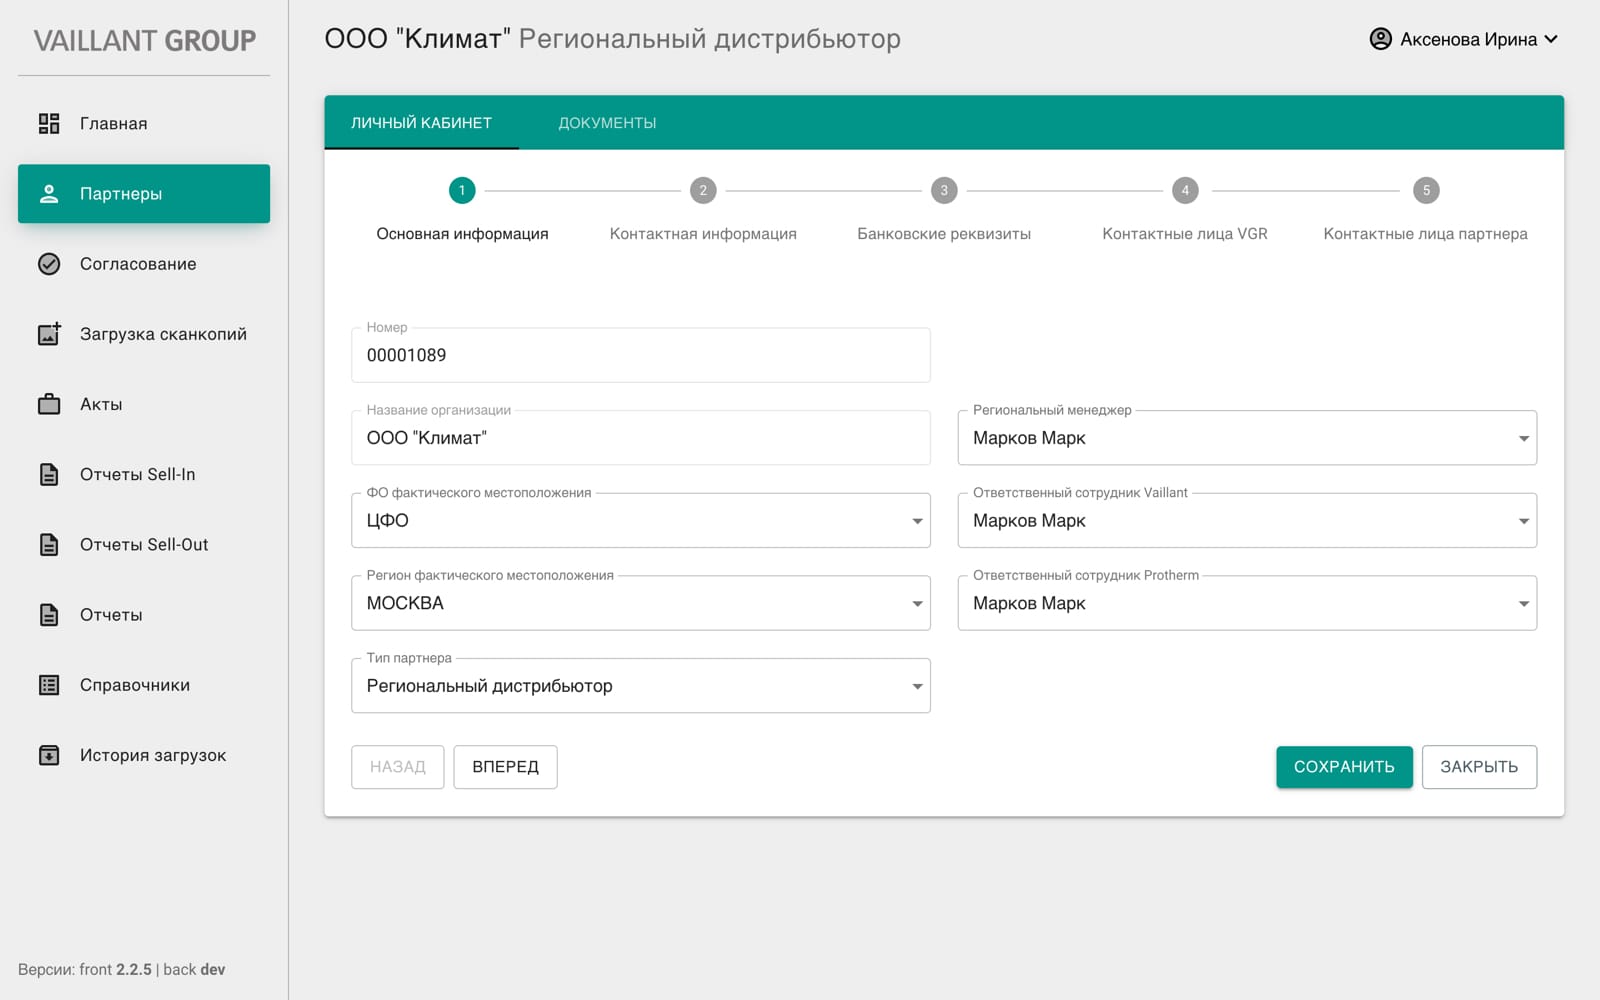 VAILLANT GROUP
Главная
Партнеры
Согласование
Загрузка сканкопий
Акты
Отчеты Sell-In
Отчеты Sell-Out
Отчеты
Справочники
История загрузок
Версии: front 2.2.5 | back dev
ООО "Климат" Региональный дистрибьютор
Аксенова Ирина
ЛИЧНЫЙ КАБИНЕТ
ДОКУМЕНТЫ
1
Основная информация
2
Контактная информация
3
Банковские реквизиты
4
Контактные лица VGR
5
Контактные лица партнера
Номер
00001089
Название организации
ООО "Климат"
Региональный менеджер
Марков Марк
ФО фактического местоположения
ЦФО
Ответственный сотрудник Vaillant
Марков Марк
Регион фактического местоположения
МОСКВА
Ответственный сотрудник Protherm
Марков Марк
Тип партнера
Региональный дистрибьютор
НАЗАД
ВПЕРЕД
СОХРАНИТЬ
ЗАКРЫТЬ